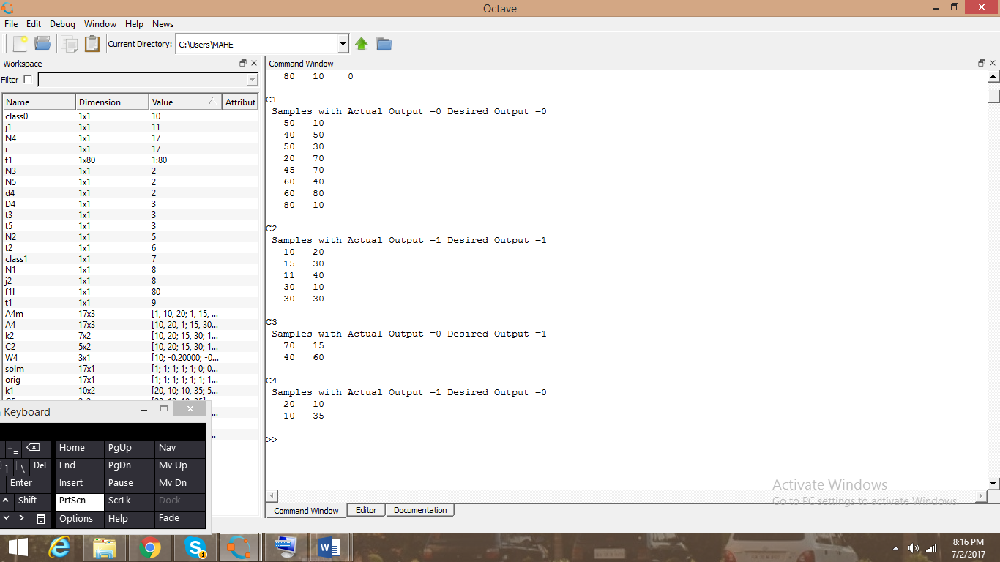 Octave
File Edit Debug Window Help News
Current Directory: C:\Users\MAHE
Workspace
Filter
Name Dimension Value Attribut
class0 1x1 10
j1 1x1 11
N4 1x1 17
i 1x1 17
f1 1x80 1:80
N3 1x1 2
N5 1x1 2
d4 1x1 2
D4 1x1 3
t3 1x1 3
t5 1x1 3
N2 1x1 5
t2 1x1 6
class1 1x1 7
N1 1x1 8
j2 1x1 8
f1l 1x1 80
t1 1x1 9
A4m 17x3 [1, 10, 20; 1, 15, ...
A4 17x3 [10, 20, 1; 15, 30...
k2 7x2 [10, 20; 15, 30; 1...
C2 5x2 [10, 20; 15, 30; 1...
W4 3x1 [10; -0.20000; -0...
solm 17x1 [1; 1; 1; 1; 1; 0; 0...
orig 17x1 [1; 1; 1; 1; 1; 1; 1...
k1 10x2 [20, 10; 10, 35; 5...
Command Window
80 10 0
C1
Samples with Actual Output =0 Desired Output =0
50 10
40 50
50 30
20 70
45 70
60 40
60 80
80 10
C2
Samples with Actual Output =1 Desired Output =1
10 20
15 30
11 40
30 10
30 30
C3
Samples with Actual Output =0 Desired Output =1
70 15
40 60
C4
Samples with Actual Output =1 Desired Output =0
20 10
10 35
>>
Keyboard
+ = Home PgUp Nav
] | \ Del End PgDn Mv Up
Enter Insert Pause Mv Dn
Shift PrtScn ScrLk Dock
Options Help Fade
Activate Windows
Go to PC settings to activate Windows.
Command Window Editor Documentation
1
8:16 PM
7/2/2017